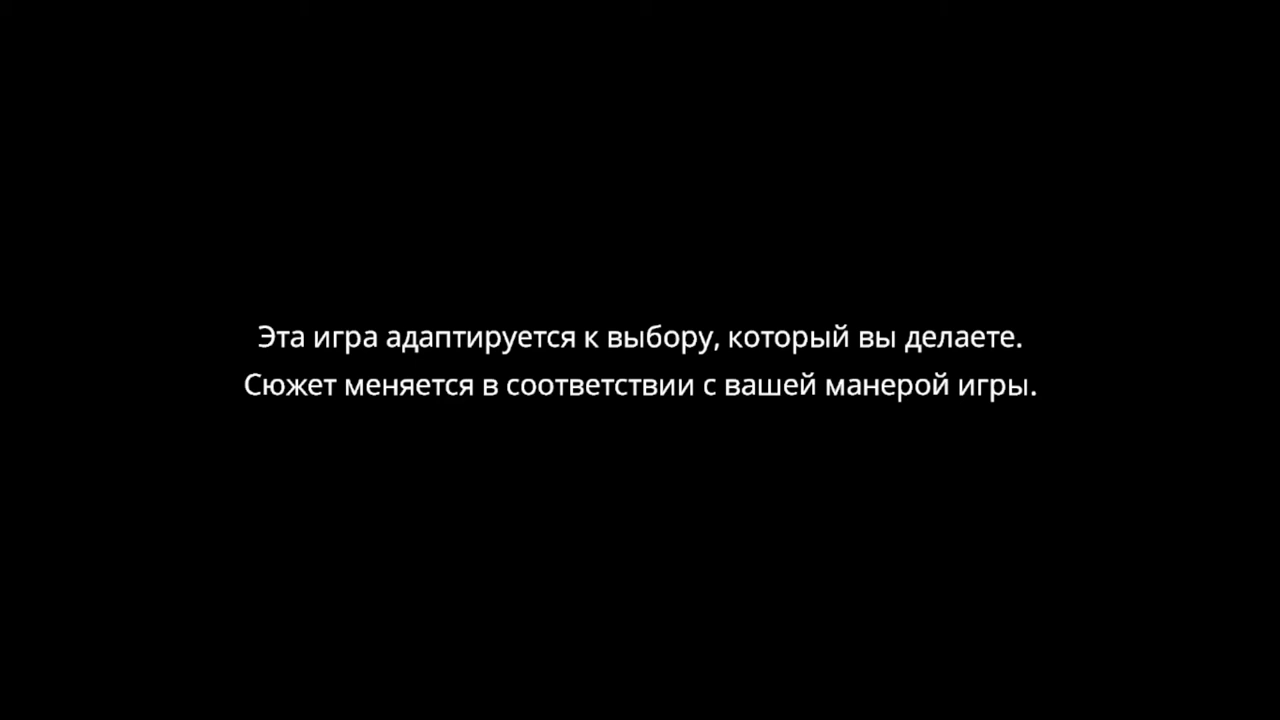 Эта игра адаптируется к выбору, который вы делаете.
Сюжет меняется в соответствии с вашей манерой игры.